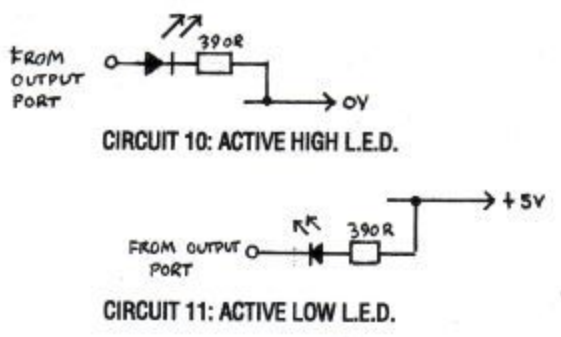 FROM
OUTPUT
PORT
390R
0V
CIRCUIT 10: ACTIVE HIGH L.E.D.
+5V
390R
FROM OUTPUT
PORT
CIRCUIT 11: ACTIVE LOW L.E.D.